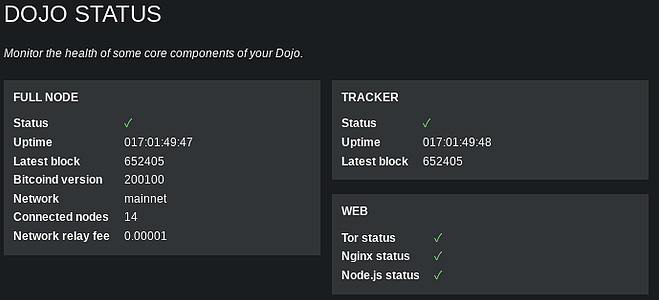 DOJO STATUS
Monitor the health of some core components of your Dojo.
FULL NODE
Status ✓
Uptime 017:01:49:47
Latest block 652405
Bitcoind version 200100
Network mainnet
Connected nodes 14
Network relay fee 0.00001
TRACKER
Status ✓
Uptime 017:01:49:48
Latest block 652405
WEB
Tor status ✓
Nginx status ✓
Node.js status ✓